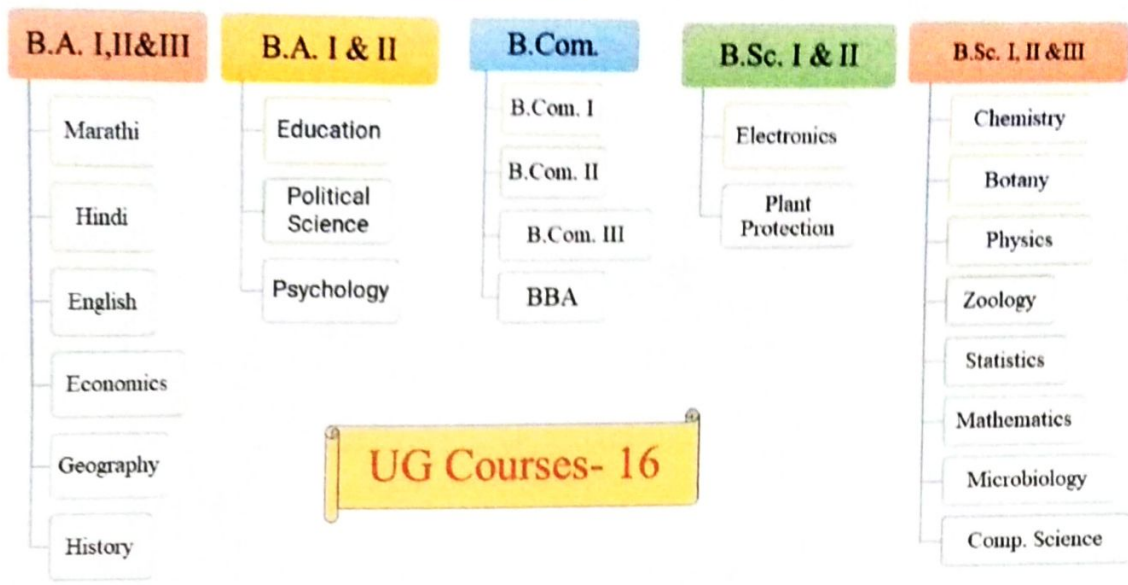 B.A. I,II&III
Marathi
Hindi
English
Economics
Geography
History
B.A. I & II
Education
Political
Science
Psychology
B.Com.
B.Com. I
B.Com. II
B.Com. III
BBA
B.Sc. I & II
Electronics
Plant
Protection
B.Sc. I, II &III
Chemistry
Botany
Physics
Zoology
Statistics
Mathematics
Microbiology
Comp. Science
UG Courses- 16